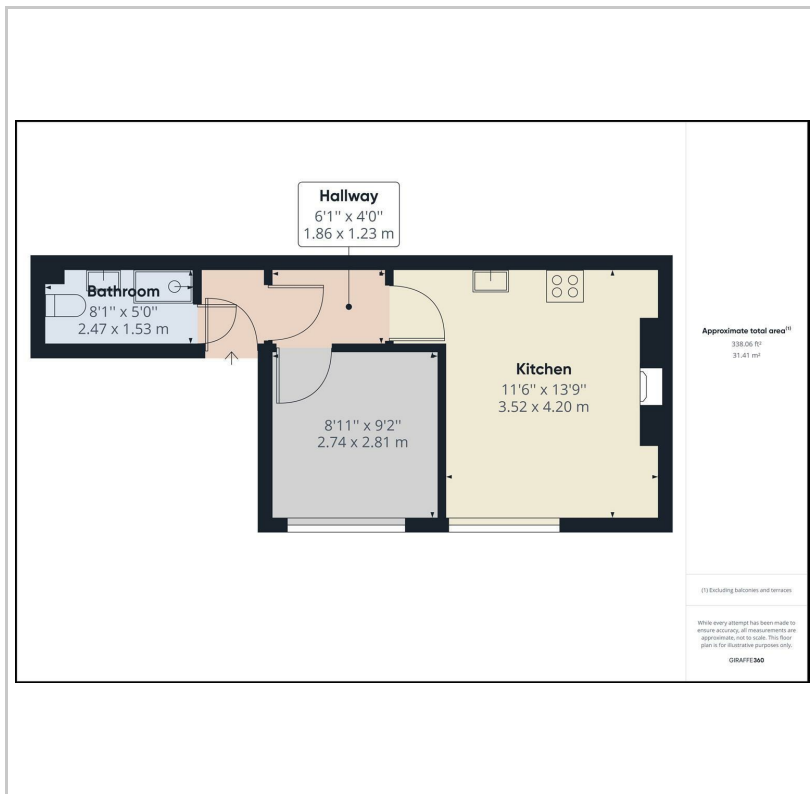 Hallway
6'1'' x 4'0''
1.86 x 1.23 m
Bathroom
8'1'' x 5'0''
2.47 x 1.53 m
Kitchen
11'6'' x 13'9''
3.52 x 4.20 m
8'11'' x 9'2''
2.74 x 2.81 m
Approximate total area(1)
338.06 ft²
31.41 m²
(1) Excluding balconies and terraces
While every attempt has been made to
ensure accuracy, all measurements are
approximate, not to scale. This floor
plan is for illustrative purposes only.
GIRAFFE360